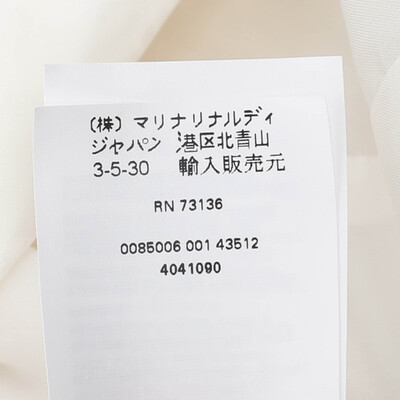 (株) マリナリナルディ
ジャパン 港区北青山
3-5-30 輸入販売元
RN 73136
0085006 001 43512
4041090